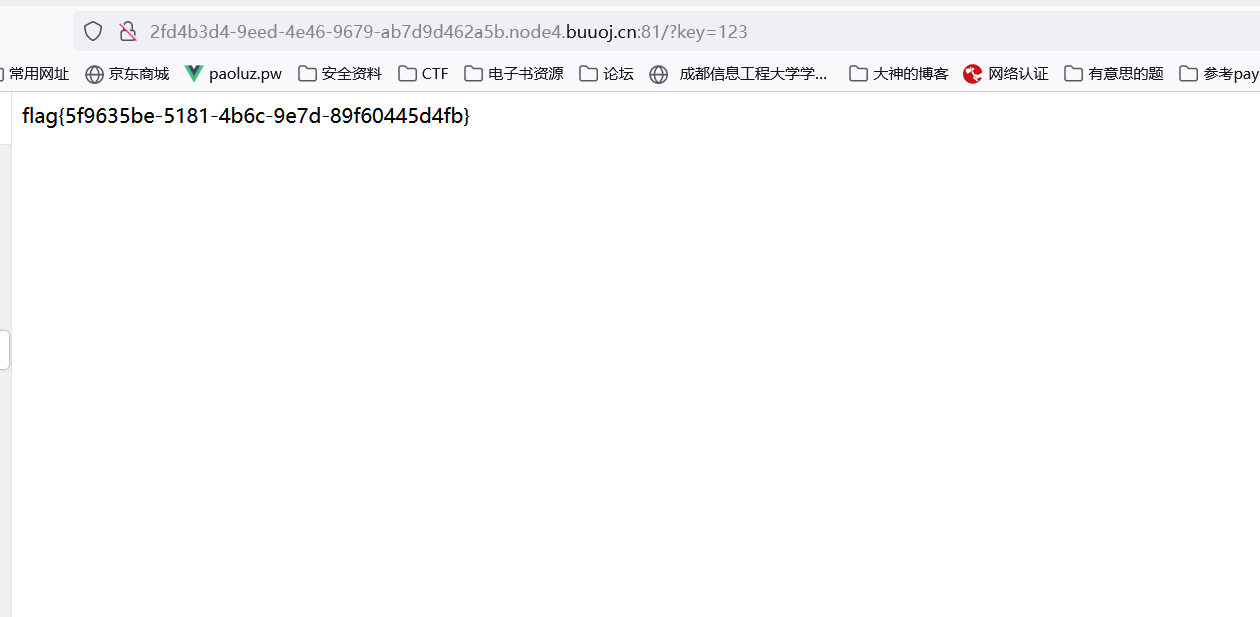 2fd4b3d4-9eed-4e46-9679-ab7d9d462a5b.node4.buuoj.cn:81/?key=123
常用网址 京东商城 paoluz.pw 安全资料 CTF 电子书资源 论坛 成都信息工程大学学... 大神的博客 网络认证 有意思的题 参考pay
flag{5f9635be-5181-4b6c-9e7d-89f60445d4fb}